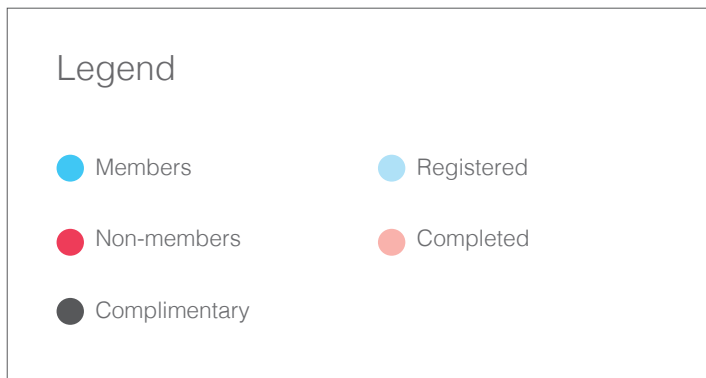 Legend
Members
Registered
Non-members
Completed
Complimentary